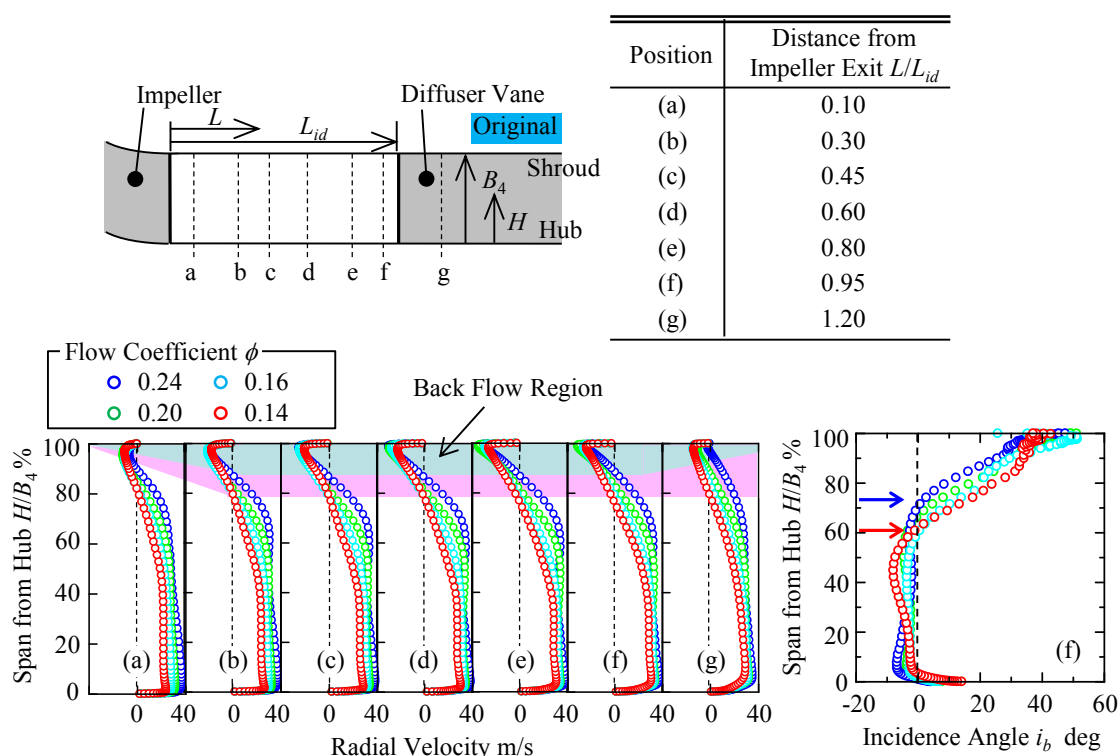 Impeller
Diffuser Vane
L
L_id
Original
Shroud
B_4
H
Hub
a b c d e f g
Position Distance from Impeller Exit L/L_id
(a) 0.10
(b) 0.30
(c) 0.45
(d) 0.60
(e) 0.80
(f) 0.95
(g) 1.20
Flow Coefficient ϕ
0.24 0.16
0.20 0.14
Back Flow Region
Span from Hub H/B_4 %
100
80
60
40
20
0
(a) (b) (c) (d) (e) (f) (g)
0 40 0 40 0 40 0 40 0 40 0 40 0 40
Radial Velocity m/s
Span from Hub H/B_4 %
100
80
60
40
20
0
(f)
-20 0 20 40 60
Incidence Angle i_b deg